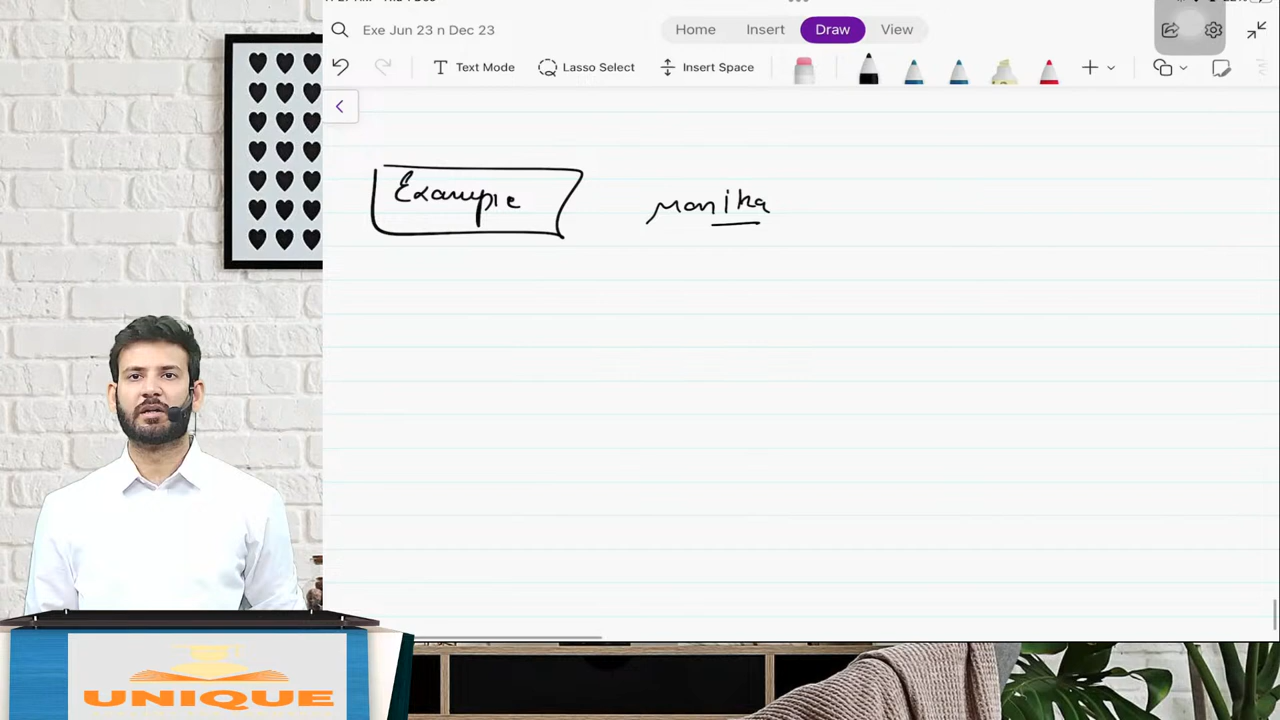 Exe Jun 23 n Dec 23
Home Insert Draw View
Text Mode Lasso Select Insert Space
Example Monika
UNIQUE